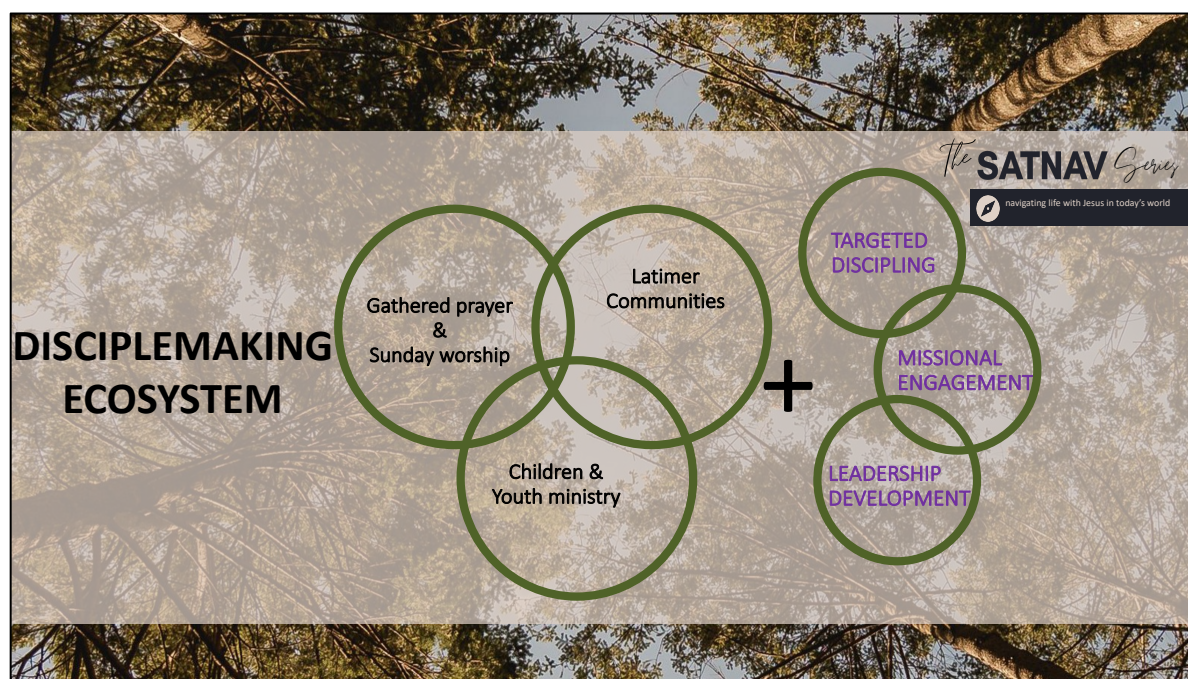 The SATNAV Series
navigating life with Jesus in today's world
DISCIPLEMAKING
ECOSYSTEM
Gathered prayer
&
Sunday worship
Latimer
Communities
Children &
Youth ministry
+
TARGETED
DISCIPLING
MISSIONAL
ENGAGEMENT
LEADERSHIP
DEVELOPMENT